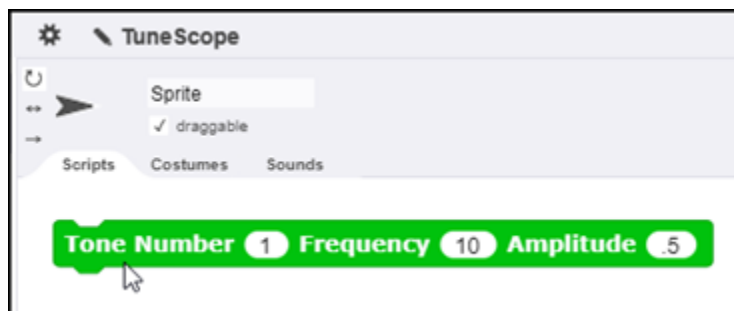 TuneScope
Sprite
draggable
Scripts Costumes Sounds
Tone Number 1 Frequency 10 Amplitude .5